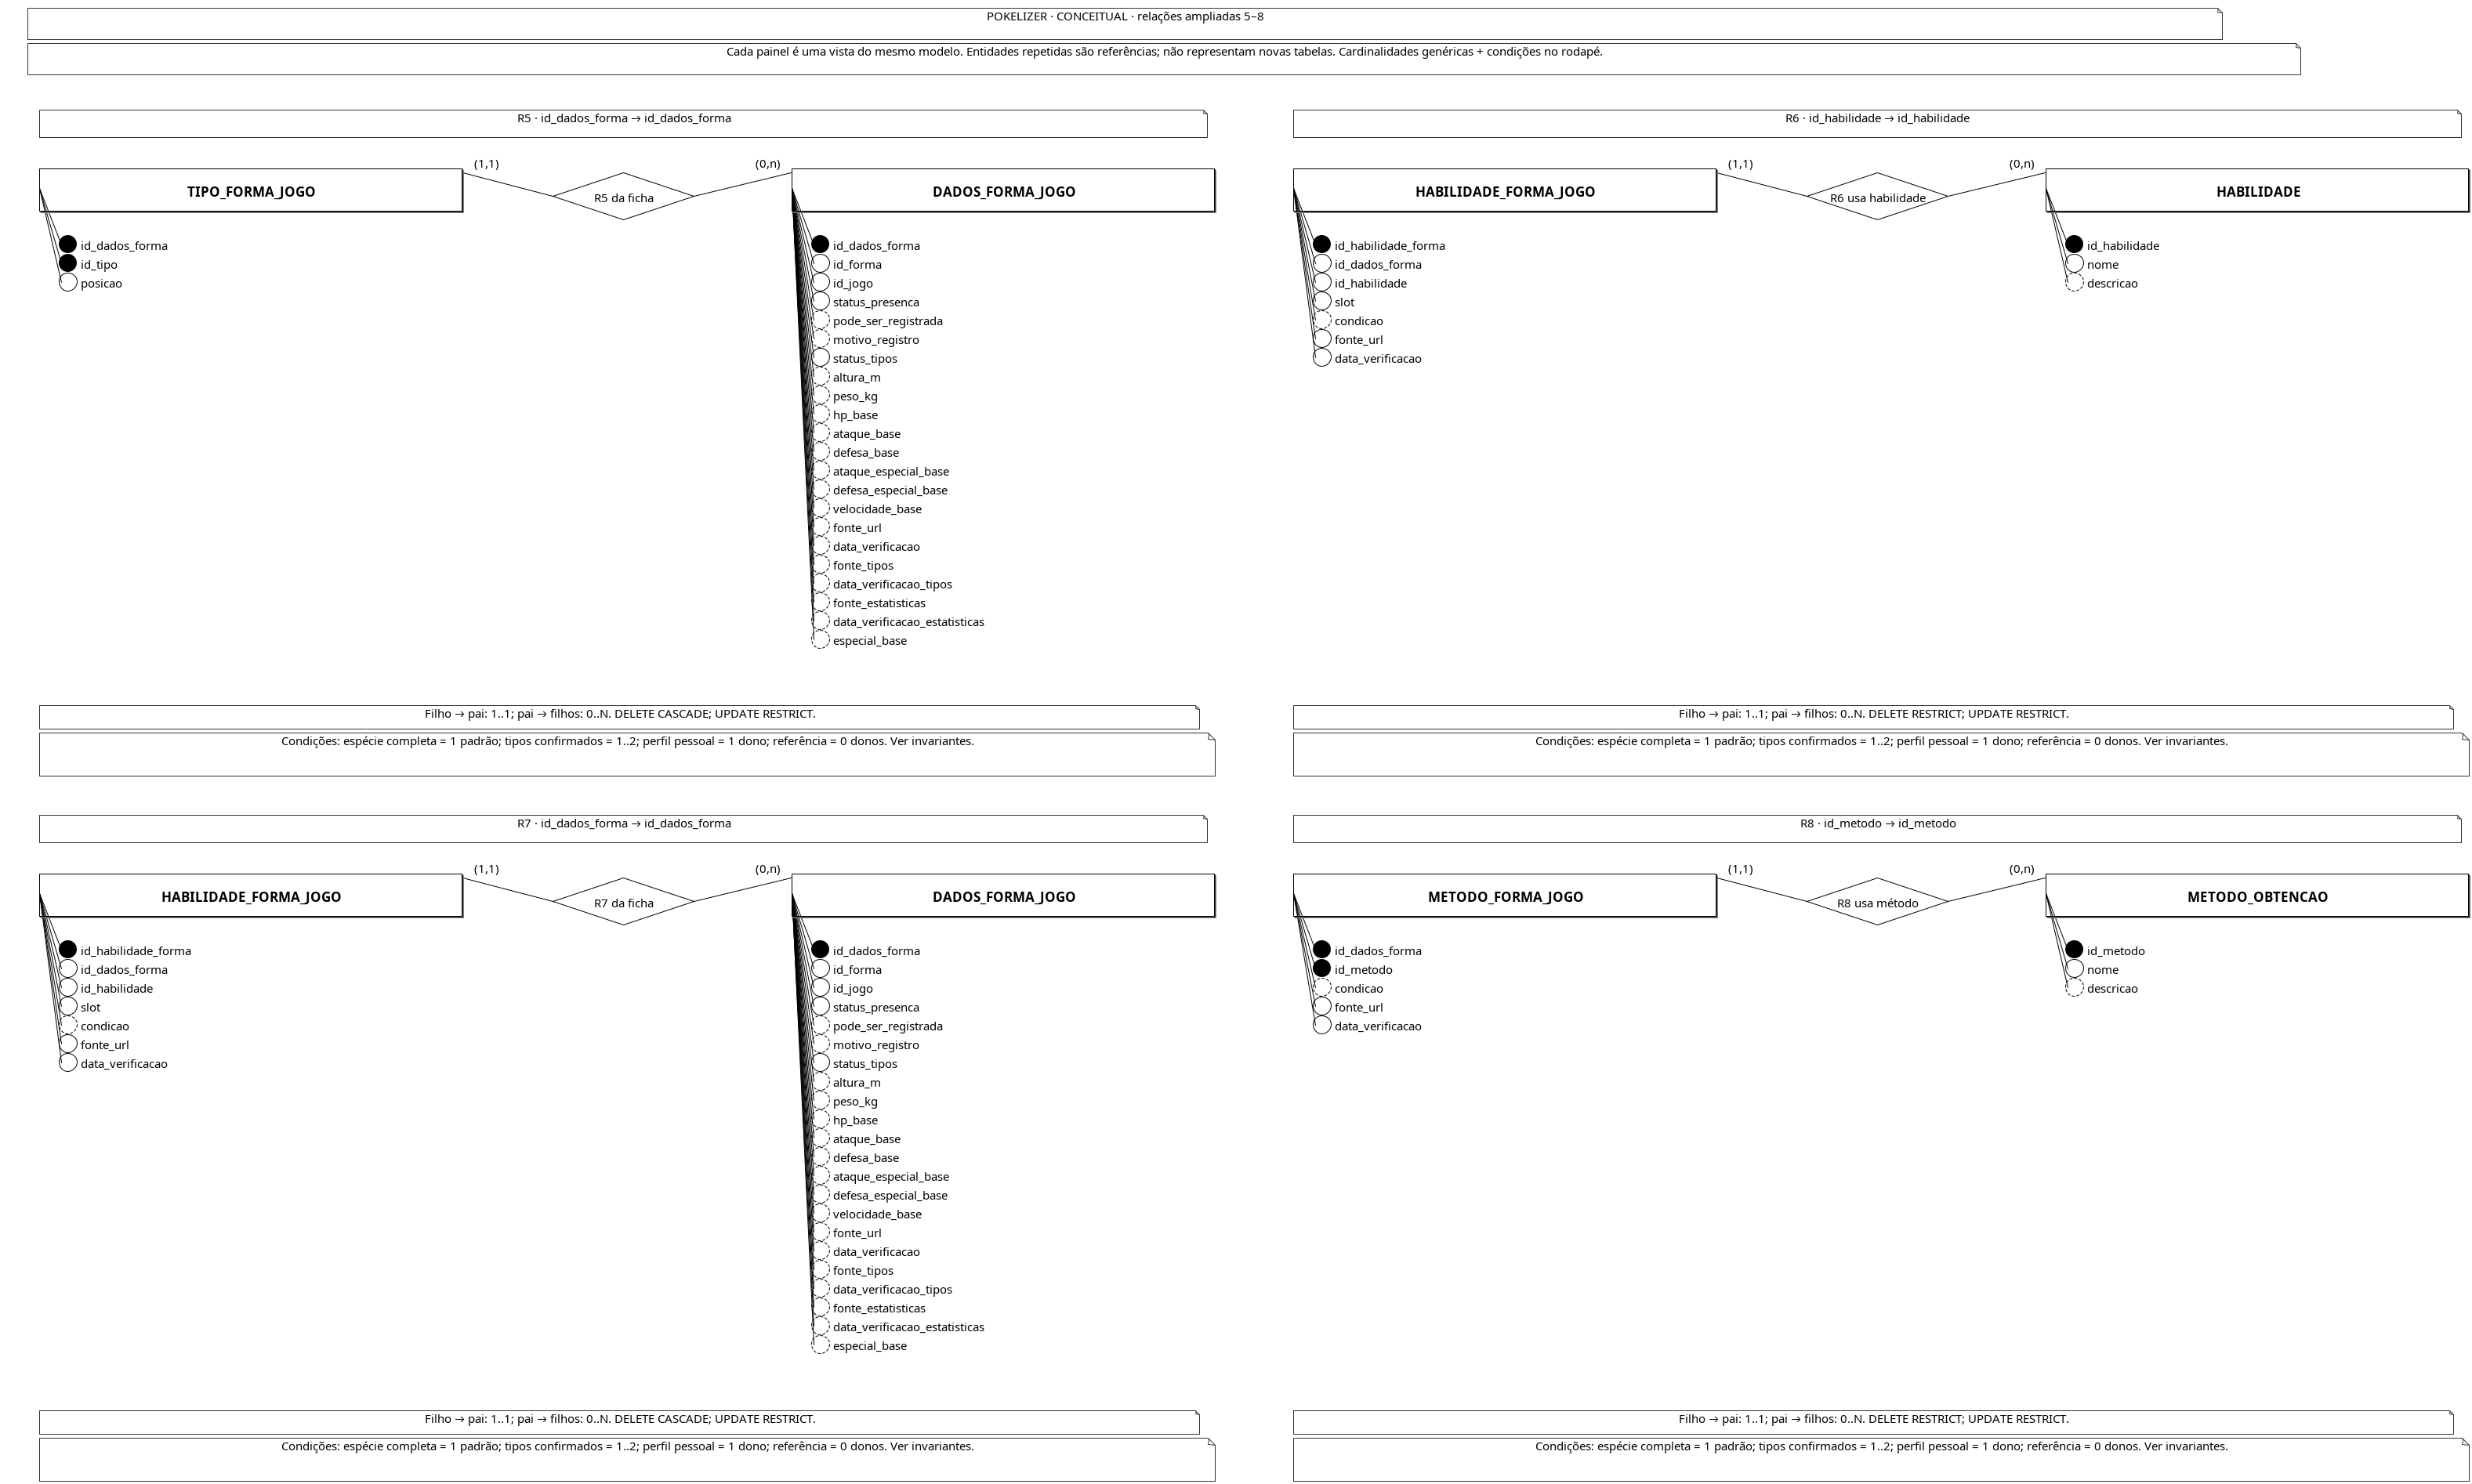 POKELIZER · CONCEITUAL · relações ampliadas 5–8
Cada painel é uma vista do mesmo modelo. Entidades repetidas são referências; não representam novas tabelas. Cardinalidades genéricas + condições no rodapé.
R5 · id_dados_forma → id_dados_forma
(1,1)
(0,n)
TIPO_FORMA_JOGO
R5 da ficha
DADOS_FORMA_JOGO
id_dados_forma
id_tipo
posicao
id_dados_forma
id_forma
id_jogo
status_presenca
pode_ser_registrada
motivo_registro
status_tipos
altura_m
peso_kg
hp_base
ataque_base
defesa_base
ataque_especial_base
defesa_especial_base
velocidade_base
fonte_url
data_verificacao
fonte_tipos
data_verificacao_tipos
fonte_estatisticas
data_verificacao_estatisticas
especial_base
Filho → pai: 1..1; pai → filhos: 0..N. DELETE CASCADE; UPDATE RESTRICT.
Condições: espécie completa = 1 padrão; tipos confirmados = 1..2; perfil pessoal = 1 dono; referência = 0 donos. Ver invariantes.
R6 · id_habilidade → id_habilidade
(1,1)
(0,n)
HABILIDADE_FORMA_JOGO
R6 usa habilidade
HABILIDADE
id_habilidade_forma
id_dados_forma
id_habilidade
slot
condicao
fonte_url
data_verificacao
id_habilidade
nome
descricao
Filho → pai: 1..1; pai → filhos: 0..N. DELETE RESTRICT; UPDATE RESTRICT.
Condições: espécie completa = 1 padrão; tipos confirmados = 1..2; perfil pessoal = 1 dono; referência = 0 donos. Ver invariantes.
R7 · id_dados_forma → id_dados_forma
(1,1)
(0,n)
HABILIDADE_FORMA_JOGO
R7 da ficha
DADOS_FORMA_JOGO
id_habilidade_forma
id_dados_forma
id_habilidade
slot
condicao
fonte_url
data_verificacao
id_dados_forma
id_forma
id_jogo
status_presenca
pode_ser_registrada
motivo_registro
status_tipos
altura_m
peso_kg
hp_base
ataque_base
defesa_base
ataque_especial_base
defesa_especial_base
velocidade_base
fonte_url
data_verificacao
fonte_tipos
data_verificacao_tipos
fonte_estatisticas
data_verificacao_estatisticas
especial_base
Filho → pai: 1..1; pai → filhos: 0..N. DELETE CASCADE; UPDATE RESTRICT.
Condições: espécie completa = 1 padrão; tipos confirmados = 1..2; perfil pessoal = 1 dono; referência = 0 donos. Ver invariantes.
R8 · id_metodo → id_metodo
(1,1)
(0,n)
METODO_FORMA_JOGO
R8 usa método
METODO_OBTENCAO
id_dados_forma
id_metodo
condicao
fonte_url
data_verificacao
id_metodo
nome
descricao
Filho → pai: 1..1; pai → filhos: 0..N. DELETE RESTRICT; UPDATE RESTRICT.
Condições: espécie completa = 1 padrão; tipos confirmados = 1..2; perfil pessoal = 1 dono; referência = 0 donos. Ver invariantes.